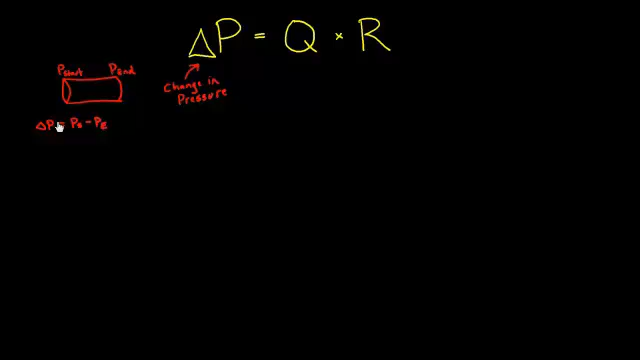 ΔP = Q × R
Pstart Pend
Change in
Pressure
ΔP = Ps - PE